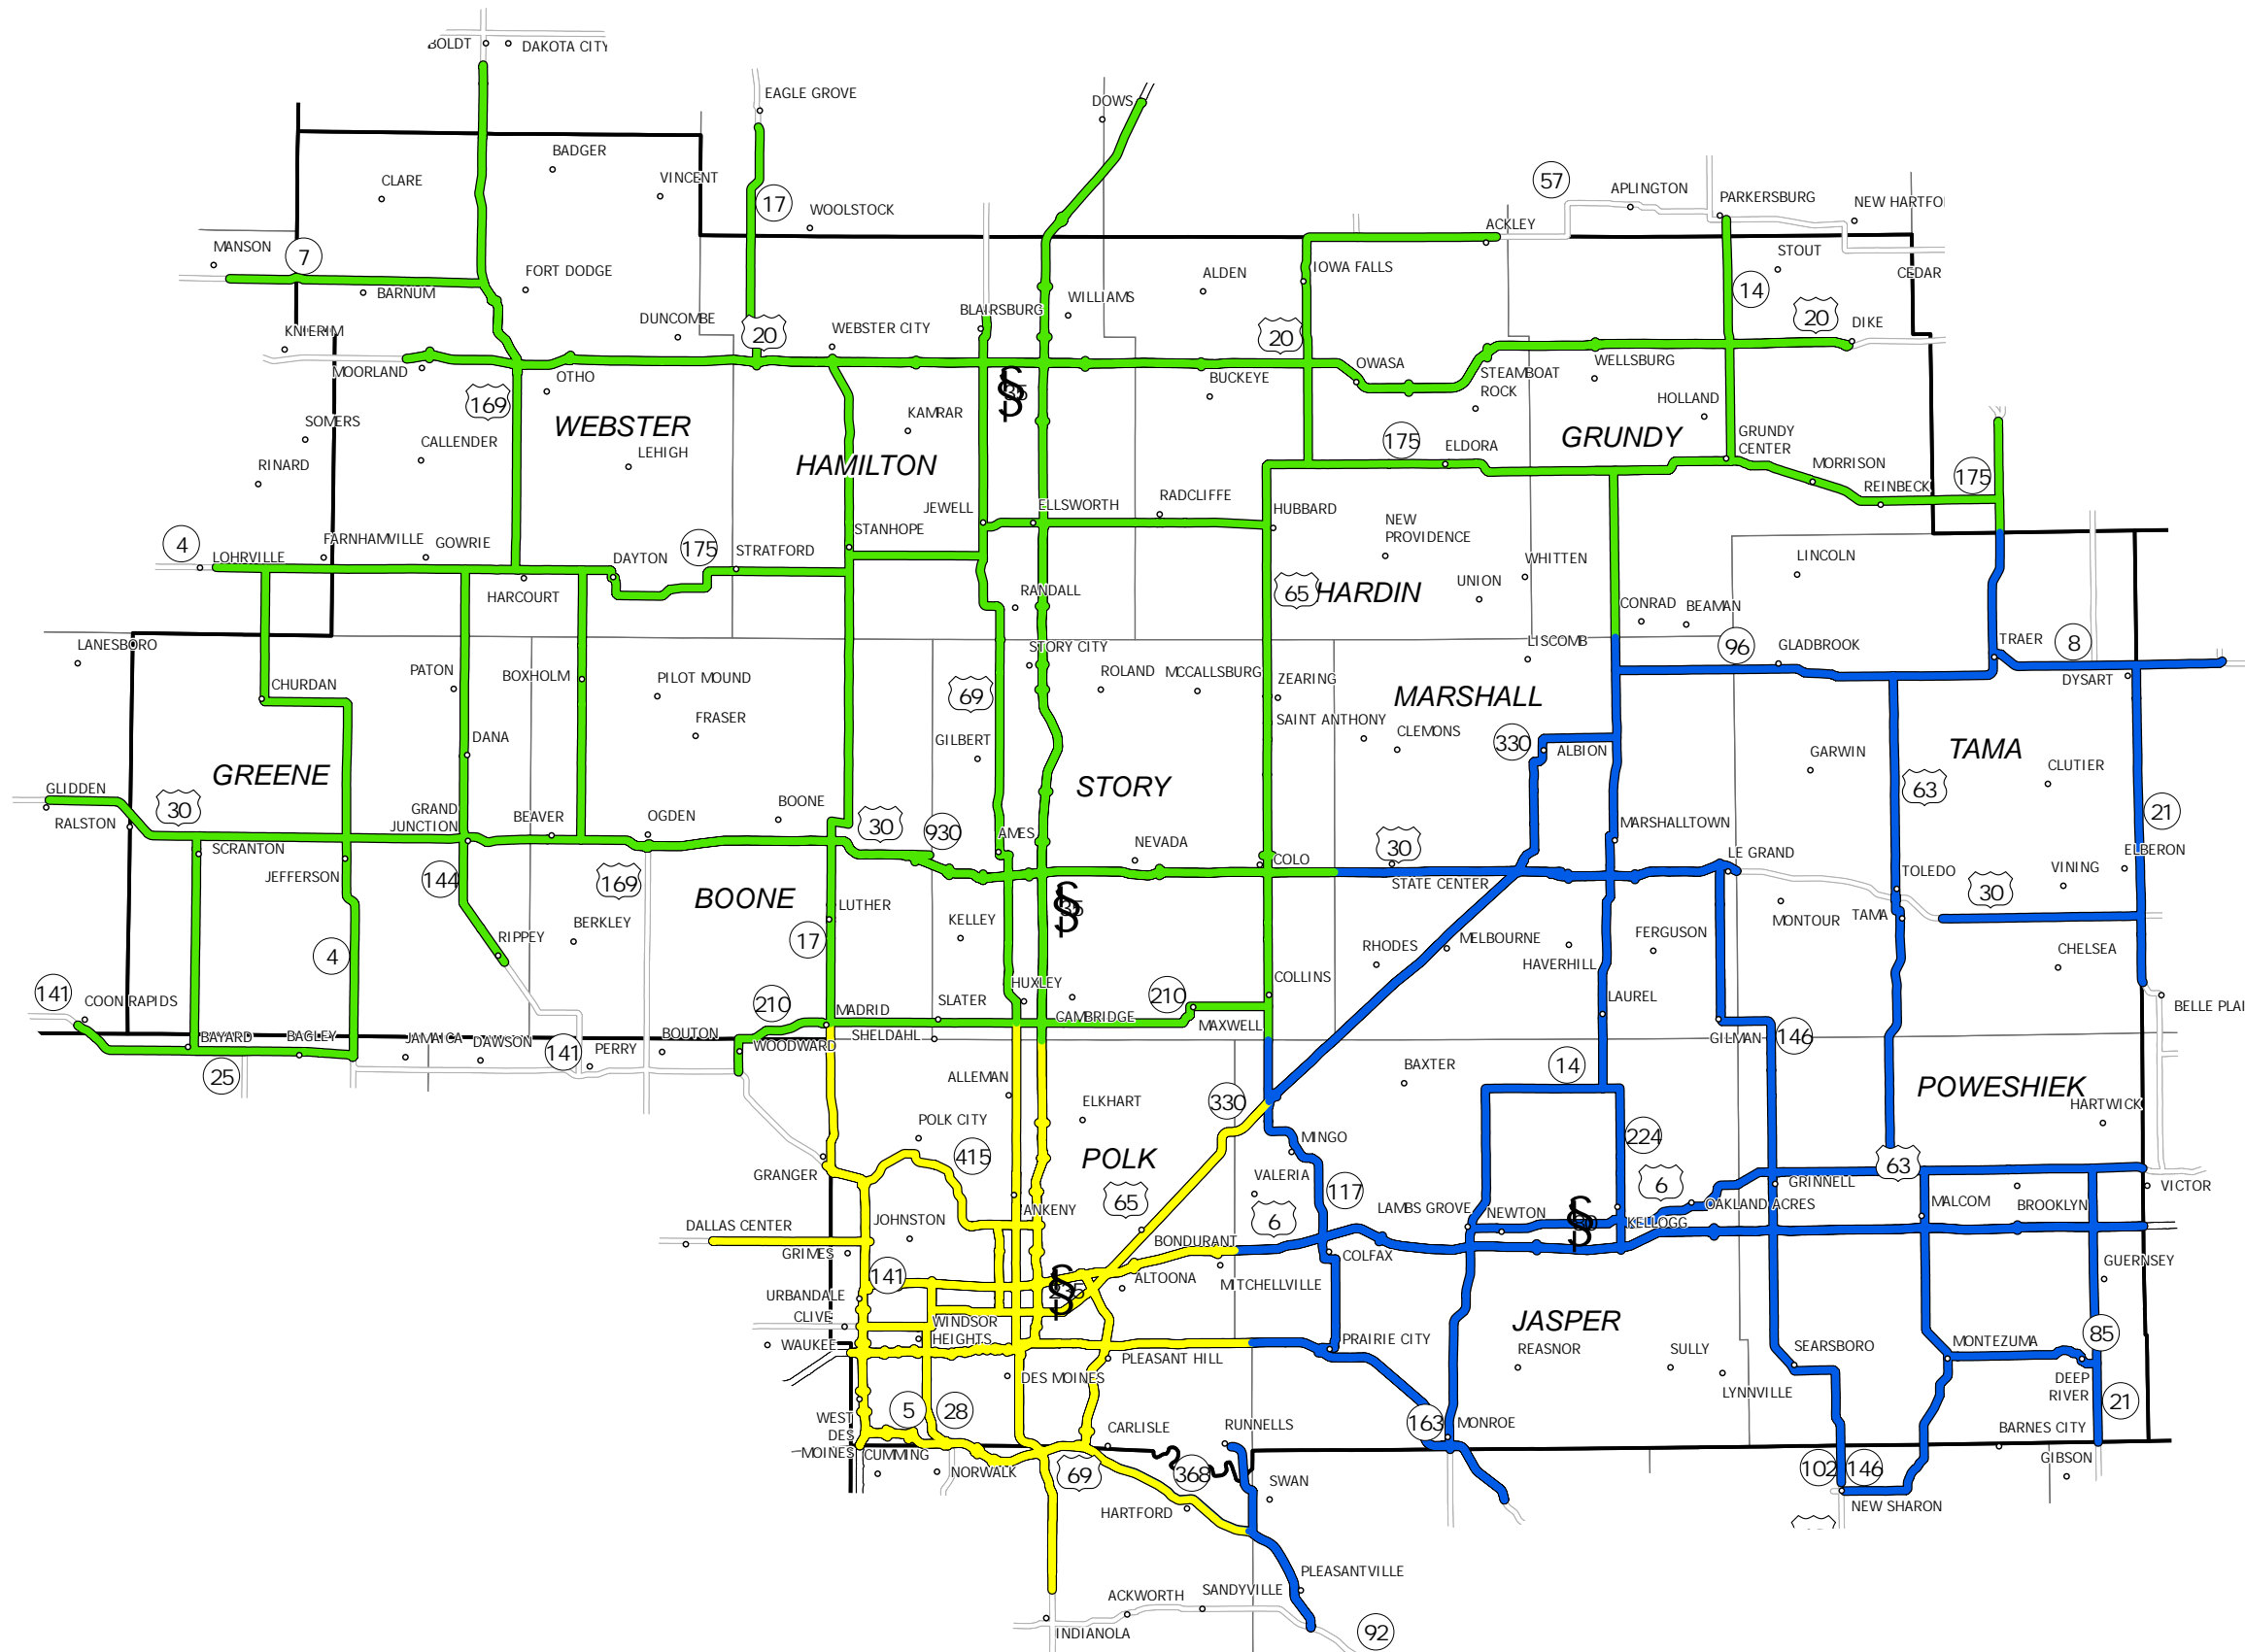 BOLDT
DAKOTA CITY
EAGLE GROVE
DOWS
BADGER
CLARE
VINCENT
17
WOOLSTOCK
57
APLINGTON
PARKERSBURG
NEW HARTFO
ACKLEY
MANSON
7
STOUT
CEDAR
FORT DODGE
BARNUM
ALDEN
IOWA FALLS
14
WILLIAMS
BLAIRSBURG
DUNCOMBE
20
WEBSTER CITY
20
20
DIKE
KNIERIM
MOORLAND
OTHO
35
BUCKEYE
OWASA
STEAMBOAT
ROCK
WELLSBURG
169
WEBSTER
KAMRAR
HOLLAND
SOMERS
CALLENDER
LEHIGH
HAMILTON
175
ELDORA
GRUNDY
GRUNDY
CENTER
RINARD
MORRISON
REINBECK
175
JEWELL
ELLSWORTH
RADCLIFFE
HUBBARD
NEW
PROVIDENCE
4
LOHRVILLE
FARNHAMVILLE
GOWRIE
DAYTON
175
STRATFORD
STANHOPE
WHITTEN
LINCOLN
HARCOURT
RANDALL
65
HARDIN
UNION
CONRAD
BEAMAN
LANESBORO
STORY CITY
LISCOMB
96
GLADBROOK
TRAER
8
CHURDAN
PATON
BOXHOLM
PILOT MOUND
69
ROLAND
MCCALLSBURG
ZEARING
MARSHALL
DYSART
FRASER
SAINT ANTHONY
CLEMONS
330
ALBION
GARWIN
TAMA
DANA
GILBERT
GREENE
STORY
63
CLUTIER
GLIDDEN
30
RALSTON
GRAND
JUNCTION
BEAVER
OGDEN
BOONE
30
930
AMES
NEVADA
COLO
30
MARSHALLTOWN
21
LE GRAND
ELBERON
SCRANTON
JEFFERSON
144
169
BOONE
STATE CENTER
TOLEDO
30
VINING
LUTHER
KELLEY
35
MONTOUR
TAMA
4
RIPPEY
BERKLEY
17
RHODES
MELBOURNE
HAVERHILL
FERGUSON
CHELSEA
141
COON RAPIDS
210
MADRID
SLATER
HUXLEY
210
COLLINS
LAUREL
BELLE PLAI
CAMBRIDGE
MAXWELL
BAYARD
BAGLEY
JAMAICA
DAWSON
141
PERRY
BOUTON
WOODWARD
SHELDAHL
GILMAN
146
25
ALLEMAN
BAXTER
14
POWESHIEK
HARTWICK
POLK CITY
ELKHART
330
224
415
POLK
MINGO
GRANGER
VALERIA
117
65
6
63
VICTOR
GRINNELL
LAMBS GROVE
NEWTON
KELLOGG
OAKLAND ACRES
MALCOM
BROOKLYN
DALLAS CENTER
JOHNSTON
ANKENY
6
GRIMES
BONDURANT
COLFAX
GUERNSEY
141
235
ALTOONA
MITCHELLVILLE
URBANDALE
CLIVE
WINDSOR
HEIGHTS
JASPER
WAUKEE
PRAIRIE CITY
REASNOR
SULLY
SEARSBORO
MONTEZUMA
85
PLEASANT HILL
DES MOINES
LYNNVILLE
DEEP
RIVER
21
WEST
DES
MOINES
5
28
CARLISLE
RUNNELLS
163
MONROE
BARNES CITY
CUMMING
NORWALK
69
368
SWAN
102
146
GIBSON
HARTFORD
NEW SHARON
PLEASANTVILLE
ACKWORTH
SANDYVILLE
INDIANOLA
92